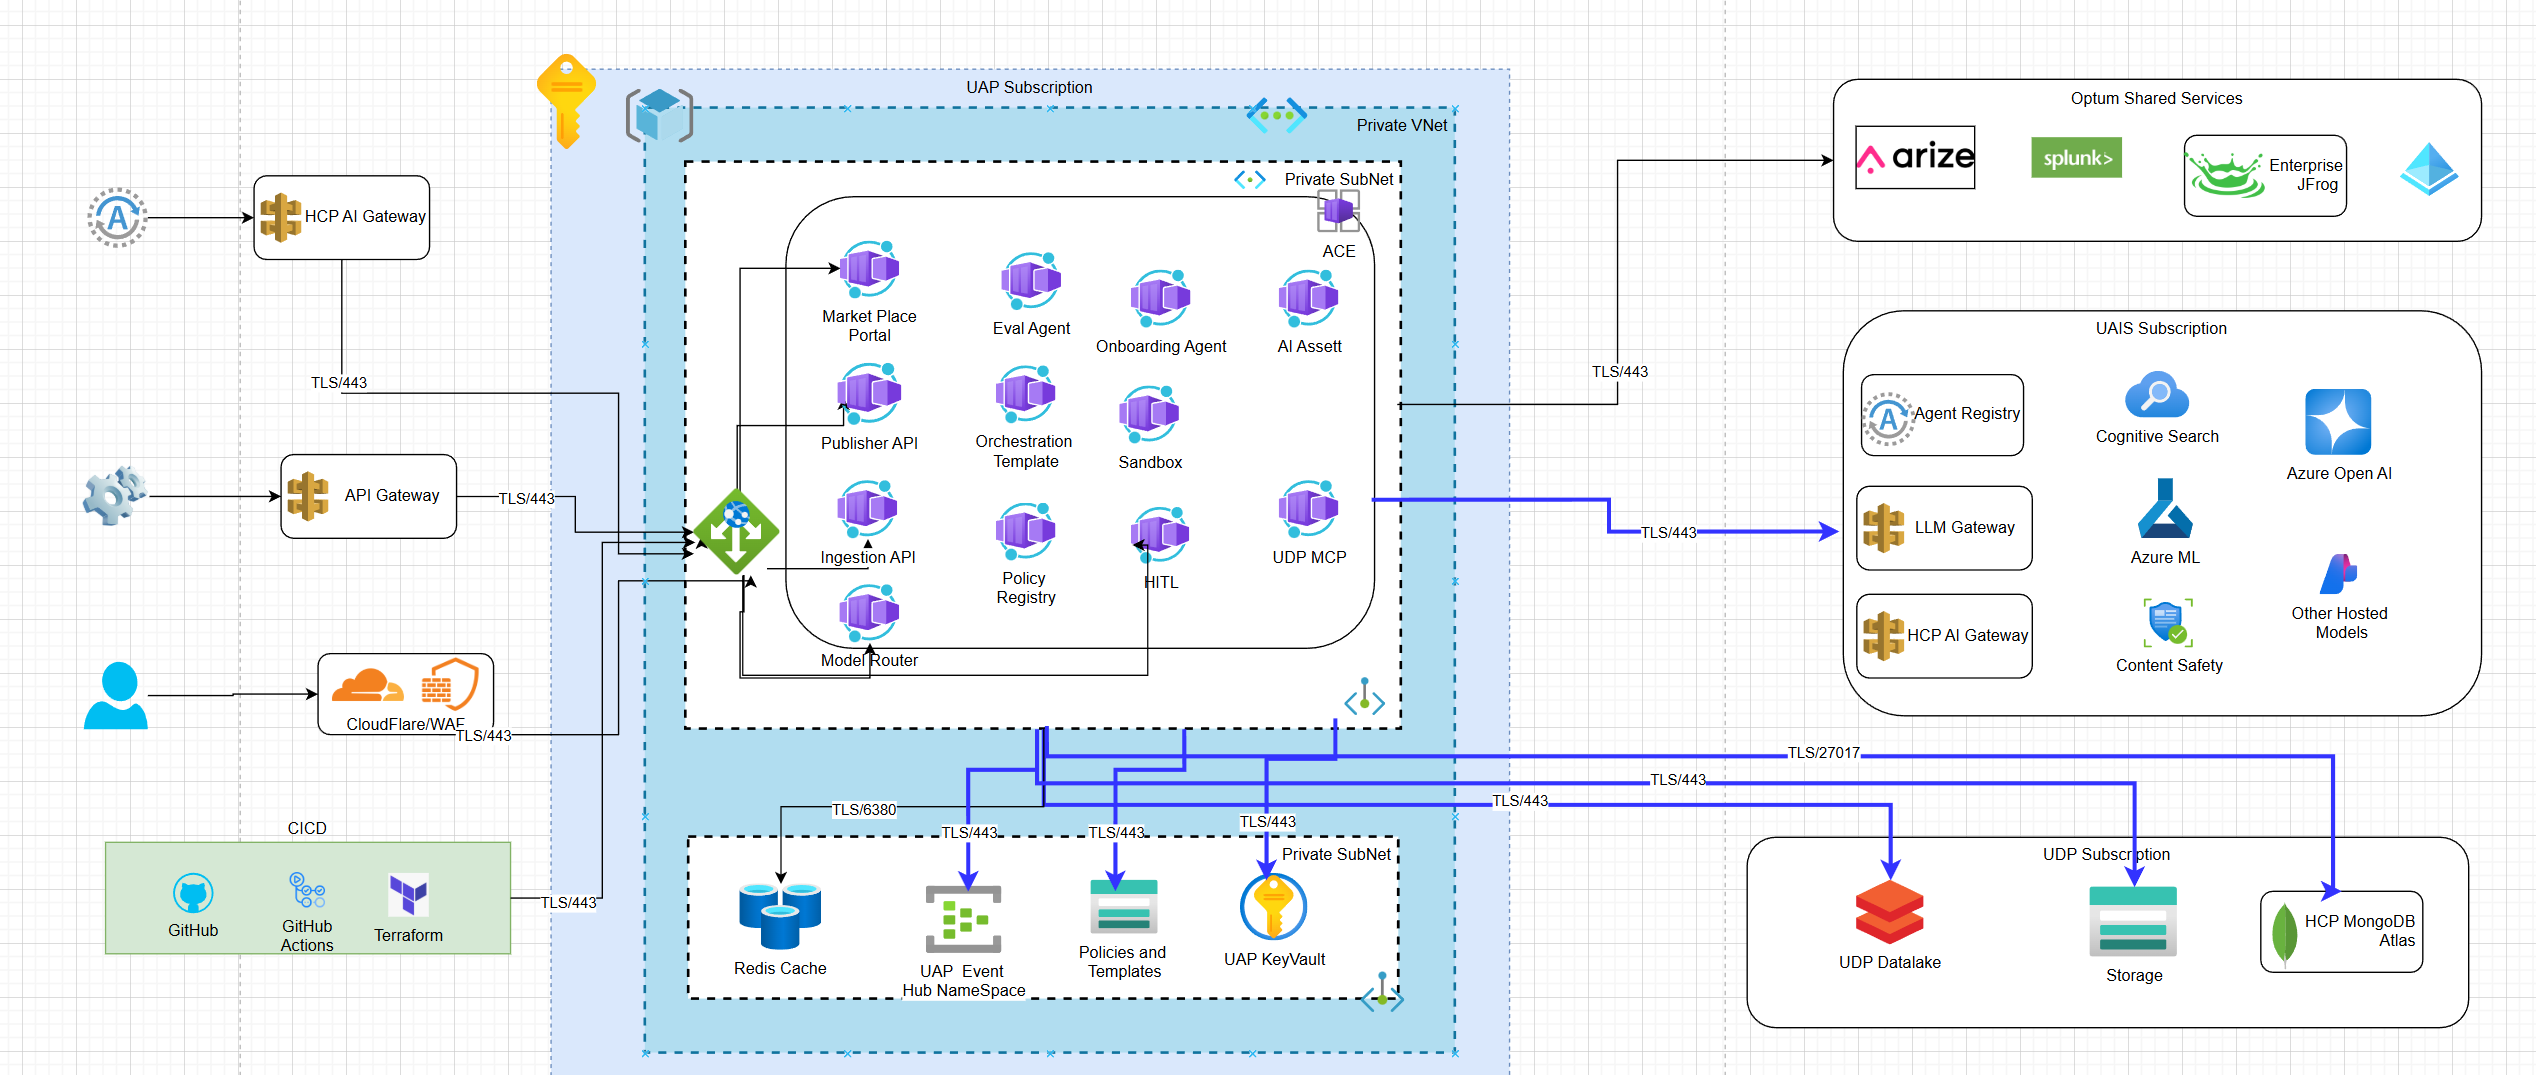 UAP Subscription
Private VNet
Private SubNet
ACE
HCP AI Gateway
TLS/443
API Gateway
TLS/443
CloudFlare/WAF
TLS/443
CICD
GitHub
GitHub
Actions
Terraform
TLS/443
Market Place
Portal
Eval Agent
Onboarding Agent
AI Assett
Publisher API
Orchestration
Template
Sandbox
Ingestion API
Policy
Registry
HITL
UDP MCP
Model Router
TLS/6380
TLS/443
TLS/443
TLS/443
Private SubNet
Redis Cache
UAP Event
Hub NameSpace
Policies and
Templates
UAP KeyVault
TLS/443
TLS/443
TLS/27017
TLS/443
TLS/443
Optum Shared Services
arize
splunk>
Enterprise
JFrog
UAIS Subscription
Agent Registry
Cognitive Search
Azure Open AI
LLM Gateway
Azure ML
HCP AI Gateway
Content Safety
Other Hosted
Models
UDP Subscription
UDP Datalake
Storage
HCP MongoDB
Atlas